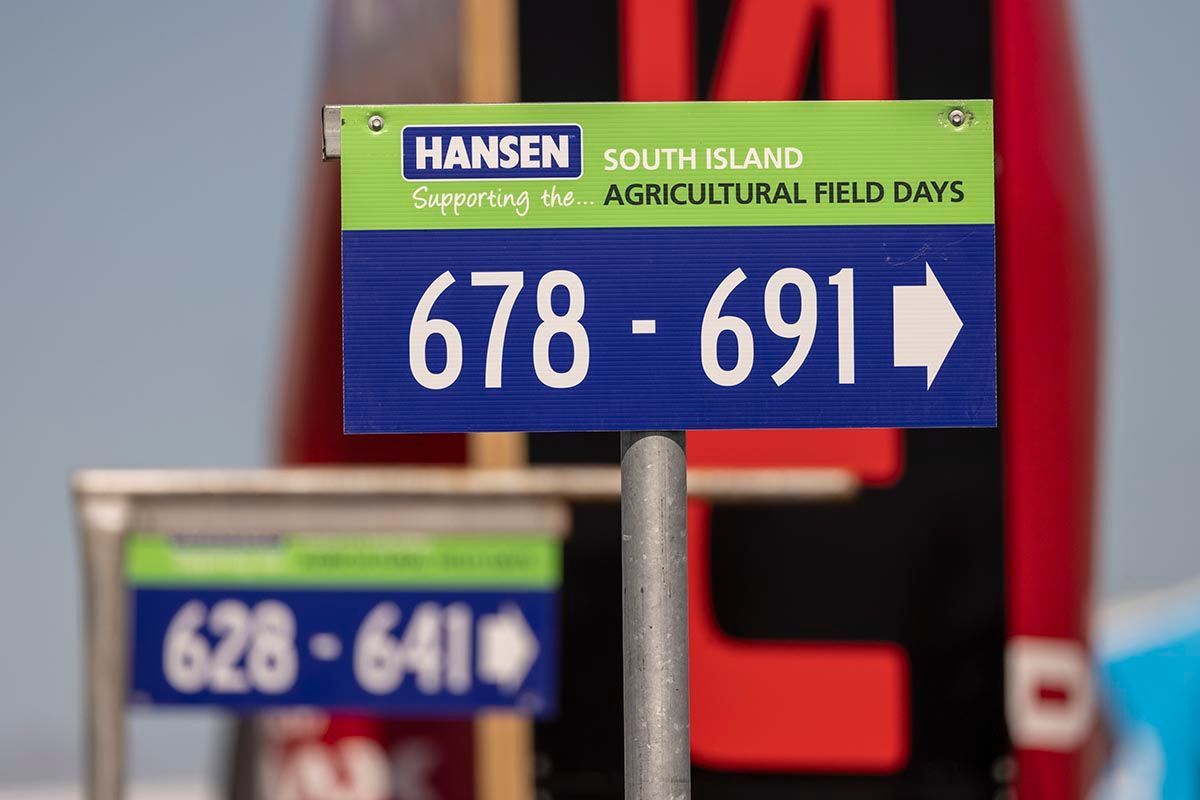 HANSEN
Supporting the...
SOUTH ISLAND
AGRICULTURAL FIELD DAYS
678 - 691
628 - 641